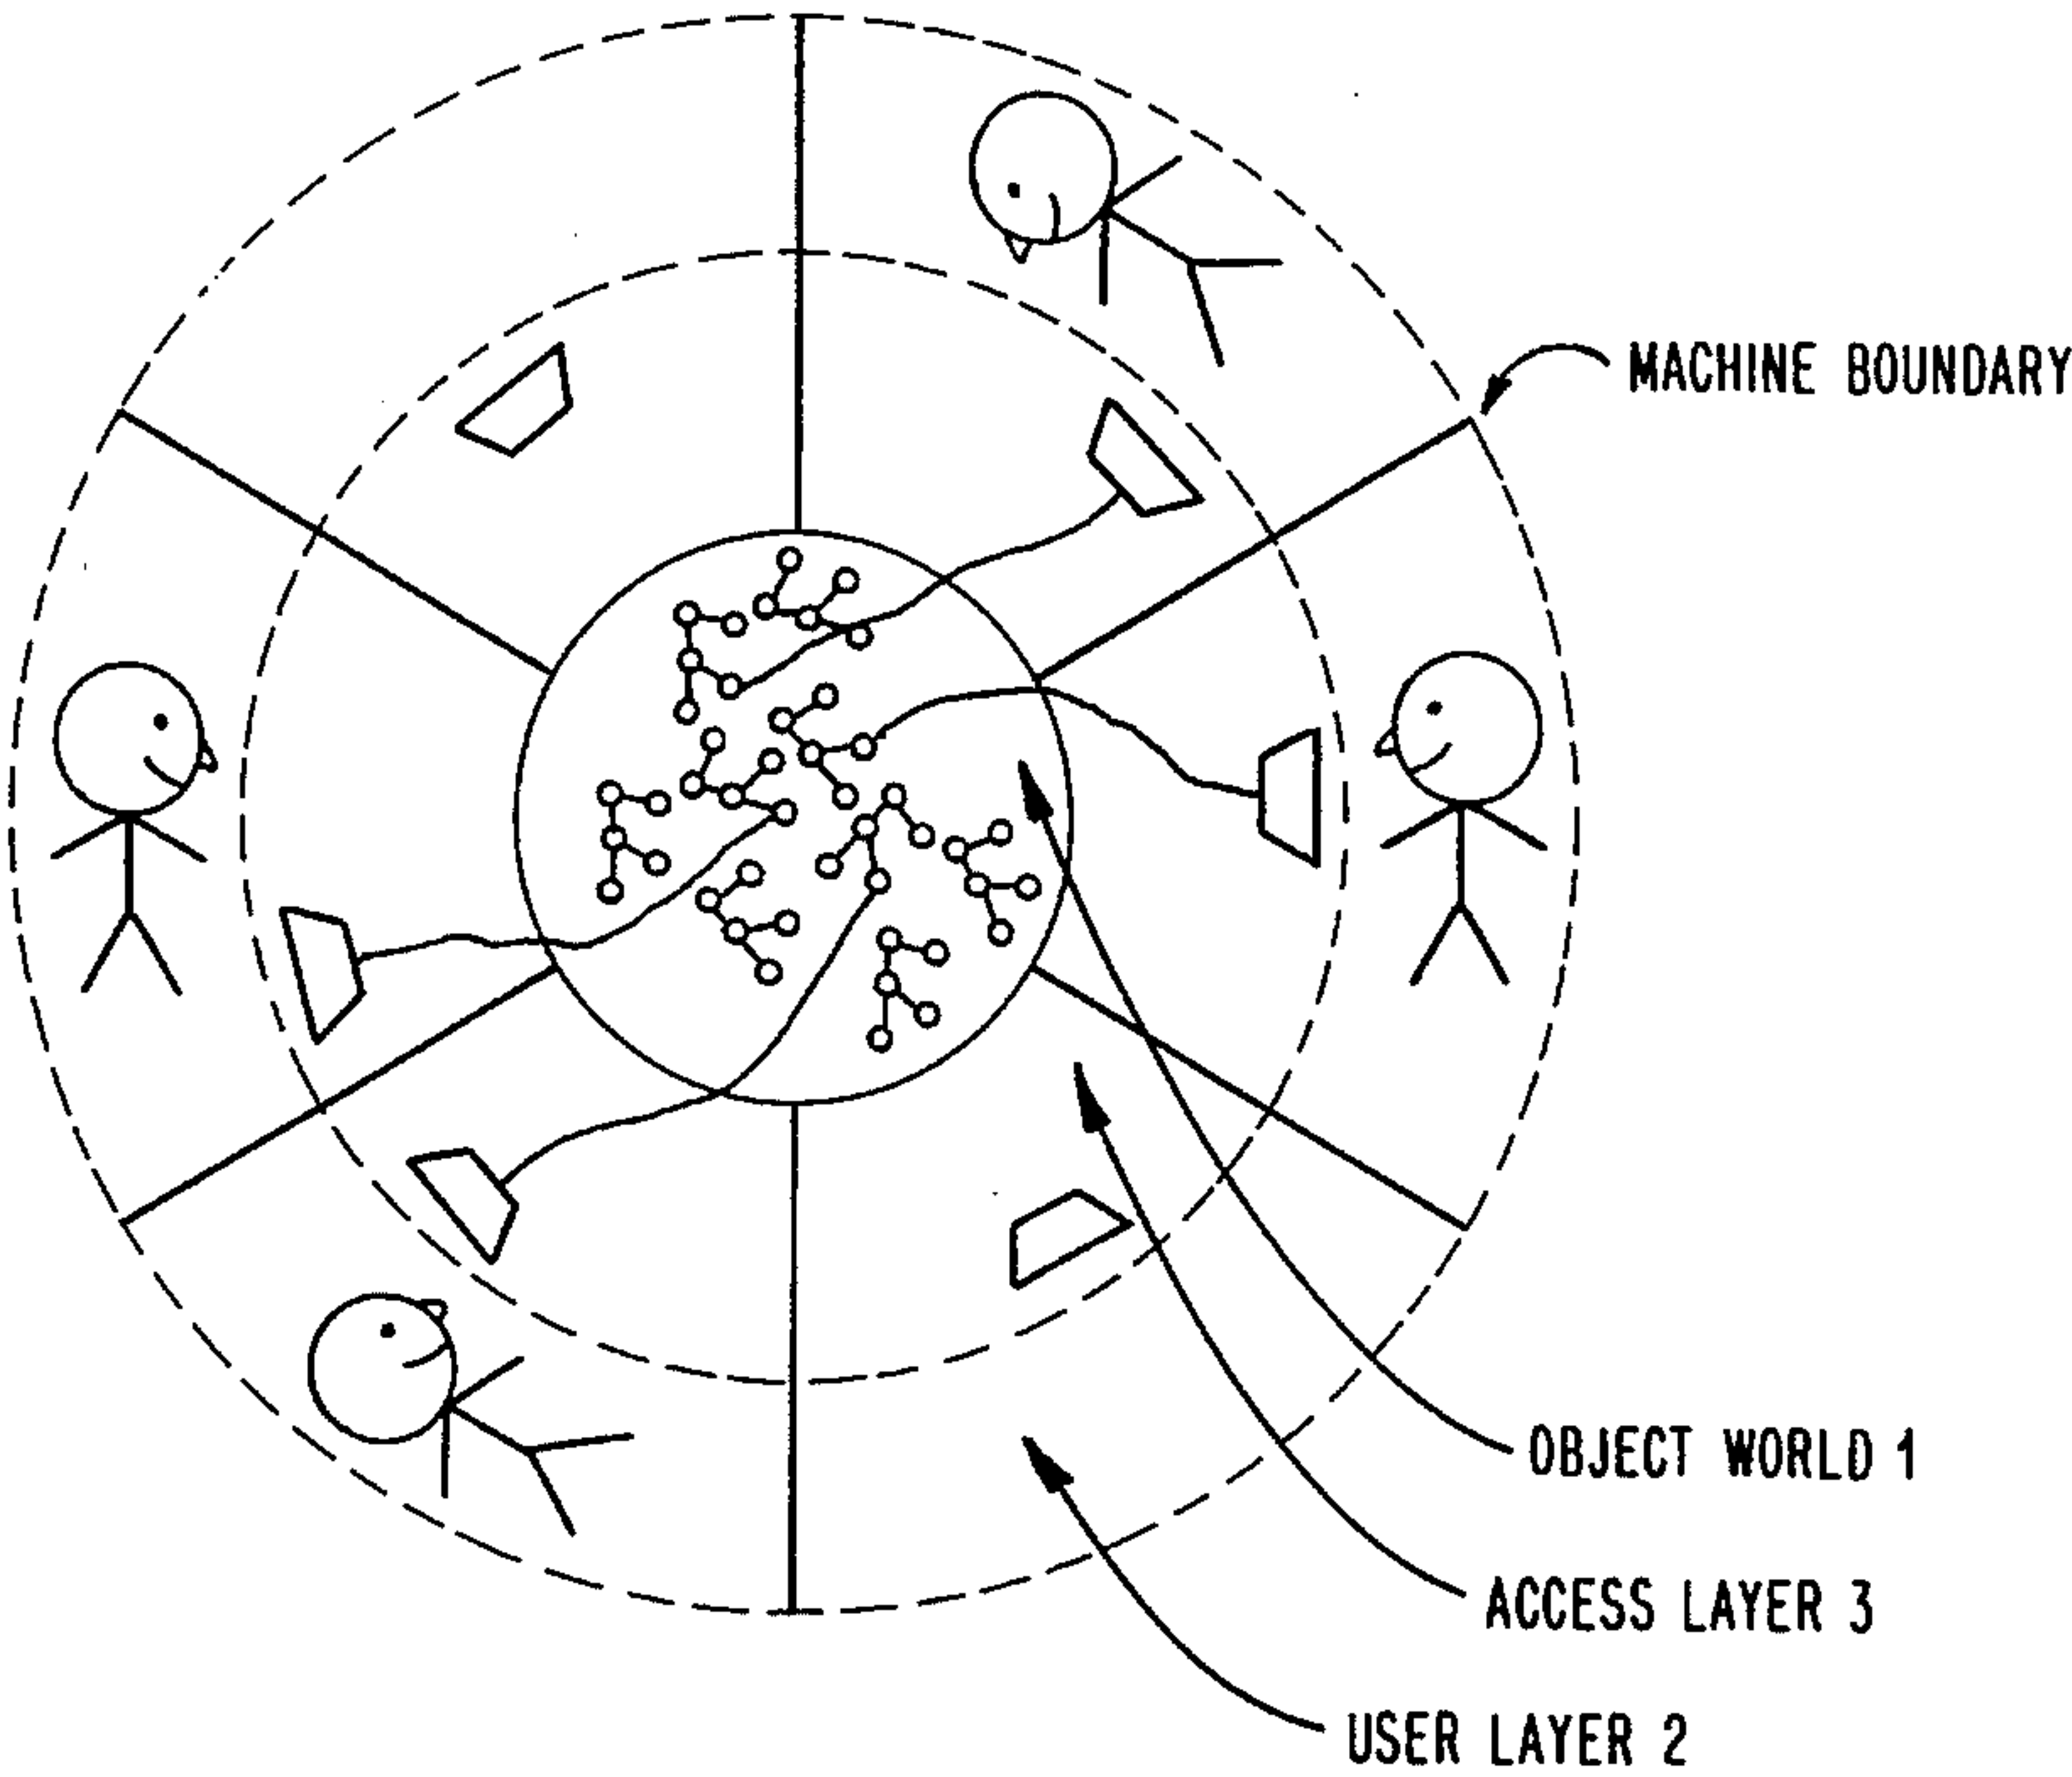 MACHINE BOUNDARY
OBJECT WORLD 1
ACCESS LAYER 3
USER LAYER 2